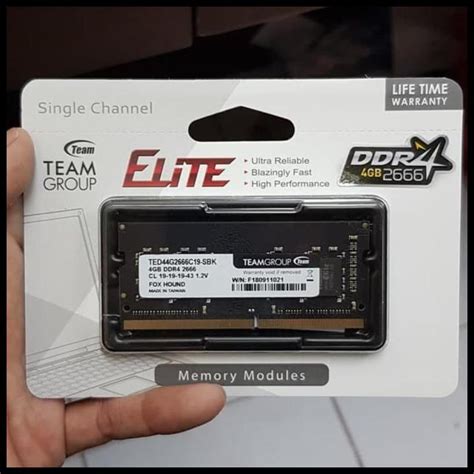 Single Channel
LIFE TIME
WARRANTY
Team
TEAM
GROUP
ELITE
• Ultra Reliable
• Blazingly Fast
• High Performance
DDR4
4GB 2666
TED44G2666C19-SBK
4GB DDR4 2666
CL 19-19-19-43 1.2V
FOX HOUND
MADE IN TAIWAN
TEAMGROUP Team
Warranty void if removed
W/N: F180911021
Memory Modules